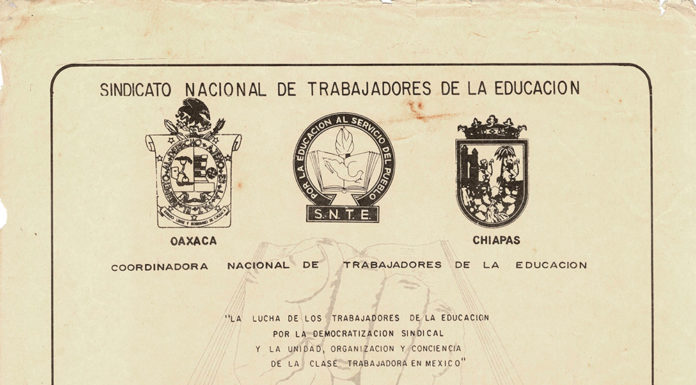 SINDICATO NACIONAL DE TRABAJADORES DE LA EDUCACION
POR LA EDUCACION AL SERVICIO DEL PUEBLO
S.N.T.E.
OAXACA
CHIAPAS
COORDINADORA NACIONAL DE TRABAJADORES DE LA EDUCACION
"LA LUCHA DE LOS TRABAJADORES DE LA EDUCACION
POR LA DEMOCRATIZACION SINDICAL
Y LA UNIDAD, ORGANIZACION Y CONCIENCIA
DE LA CLASE TRABAJADORA EN MEXICO"